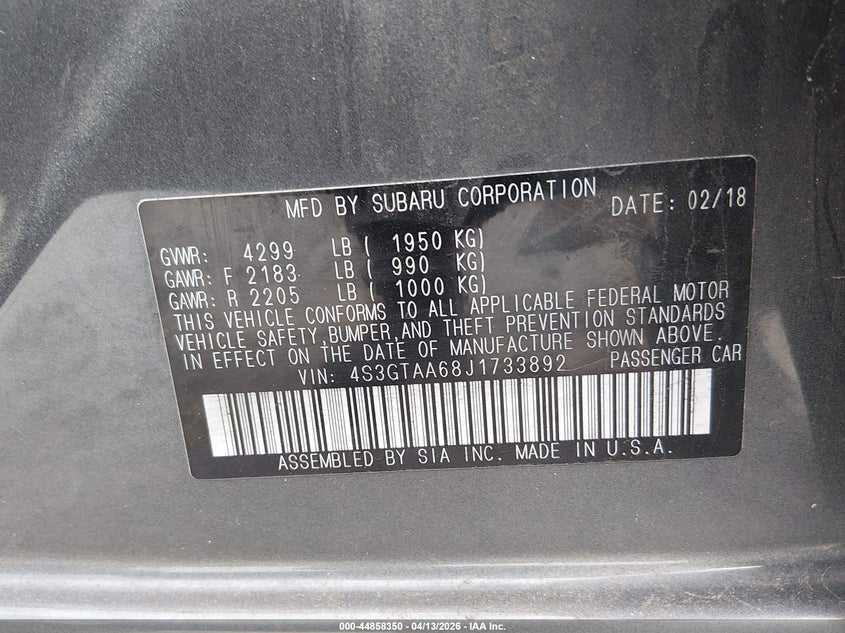 MFD BY SUBARU CORPORATION DATE: 02/18
GVWR: 4299 LB ( 1950 KG)
GAWR: F 2183 LB ( 990 KG)
GAWR: R 2205 LB ( 1000 KG)
THIS VEHICLE CONFORMS TO ALL APPLICABLE FEDERAL MOTOR
VEHICLE SAFETY,BUMPER,AND THEFT PREVENTION STANDARDS
IN EFFECT ON THE DATE OF MANUFACTURE SHOWN ABOVE.
VIN: 4S3GTAA68J1733892 PASSENGER CAR
ASSEMBLED BY SIA INC. MADE IN U.S.A.
000-44858350 - 04/13/2026 - IAA Inc.